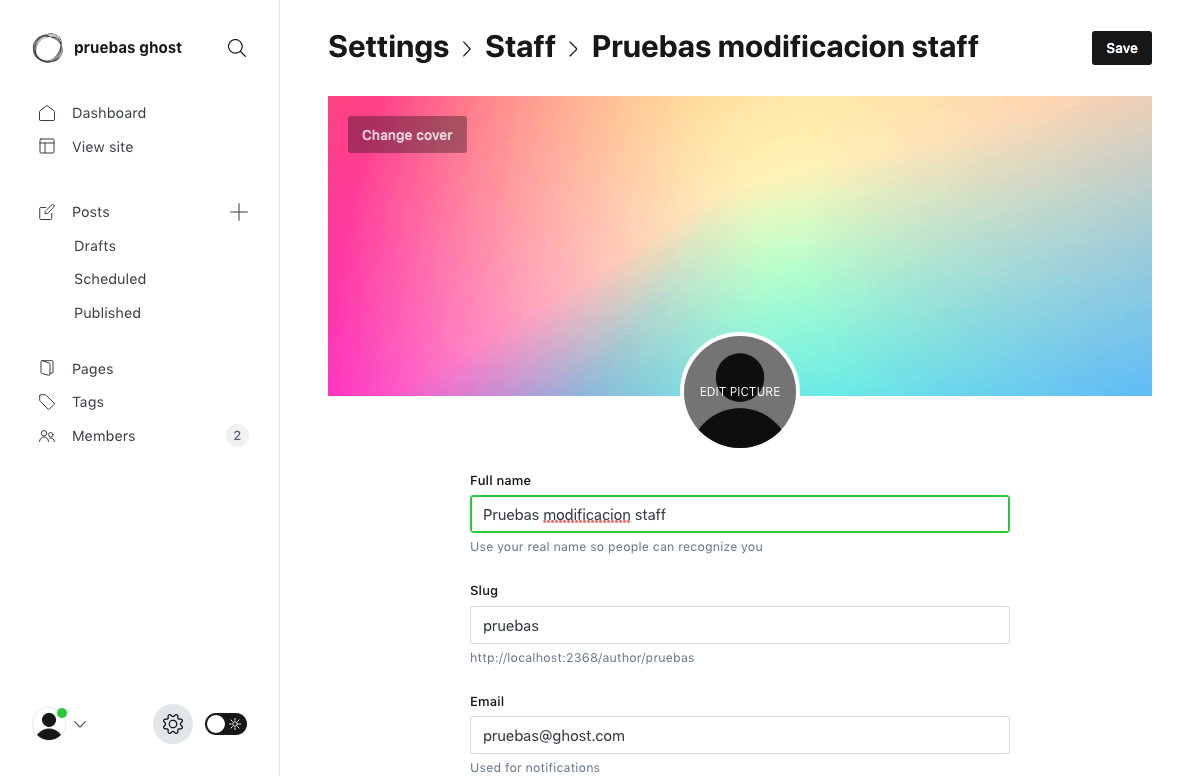 pruebas ghost
Dashboard
View site
Posts
Drafts
Scheduled
Published
Pages
Tags
Members 2
Settings > Staff > Pruebas modificacion staff
Save
Change cover
EDIT PICTURE
Full name
Pruebas modificacion staff
Use your real name so people can recognize you
Slug
pruebas
http://localhost:2368/author/pruebas
Email
pruebas@ghost.com
Used for notifications